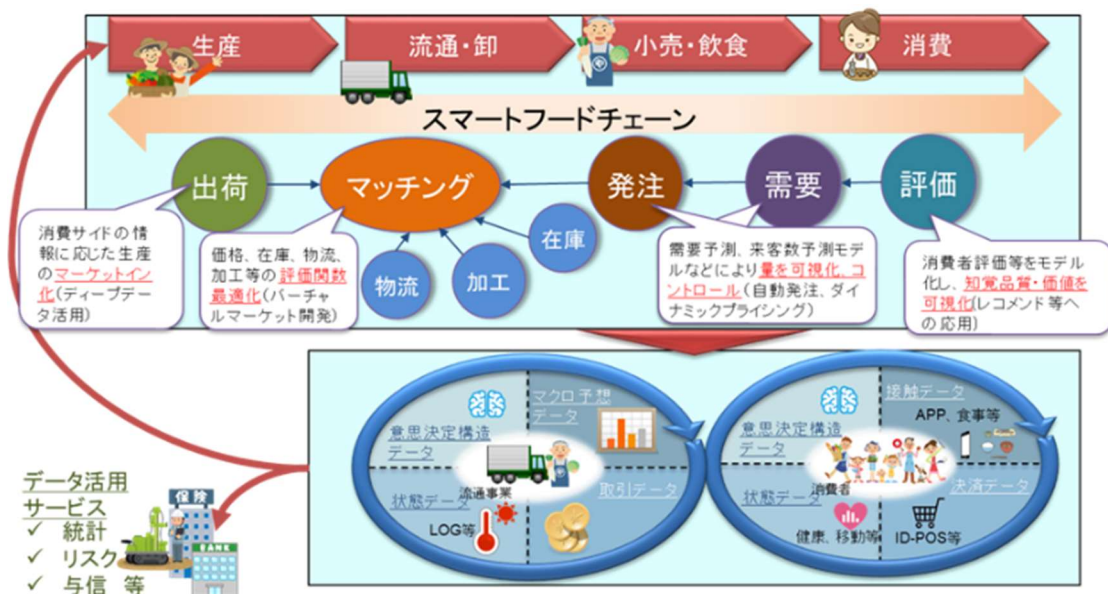 生産
流通・卸
小売・飲食
消費
スマートフードチェーン
出荷
マッチング
発注
需要
評価
在庫
物流
加工
消費サイドの情
報に応じた生産
のマーケットイン
化(ディープデー
タ活用)
価格、在庫、物流、
加工等の評価関数
最適化(バーチャ
ルマーケット開発)
需要予測、来客数予測モ
デルなどにより量を可視化、コ
ントロール(自動発注、ダイ
ナミックプライシング)
消費者評価等をモデル
化し、知覚品質・価値を
可視化(レコメンド等へ
の応用)
意思決定構造
データ
マクロ予想
データ
状態データ
流通事業
取引データ
LOG等
意思決定構造
データ
接触データ
APP、食事等
状態データ
消費者
決済データ
健康、移動等
ID-POS等
データ活用
サービス
✓ 統計
✓ リスク
✓ 与信 等
保険
BANK